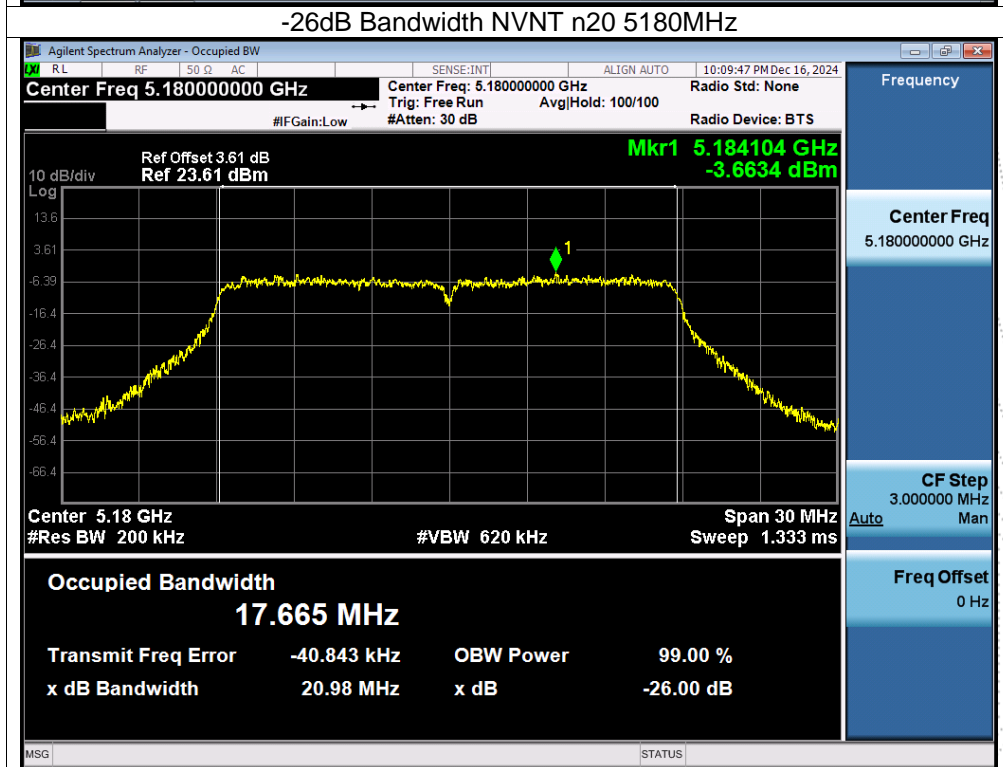 -26dB Bandwidth NVNT n20 5180MHz
Agilent Spectrum Analyzer - Occupied BW
LXI RL RF 50 Ω AC SENSE:INT ALIGN AUTO 10:09:47 PM Dec 16, 2024
Center Freq 5.180000000 GHz
Center Freq: 5.180000000 GHz Radio Std: None
Trig: Free Run Avg|Hold: 100/100
#IFGain:Low #Atten: 30 dB Radio Device: BTS
Frequency
Mkr1 5.184104 GHz
-3.6634 dBm
Ref Offset 3.61 dB
10 dB/div Ref 23.61 dBm
Log
13.6
3.61
-6.39
-16.4
-26.4
-36.4
-46.4
-56.4
-66.4
1
Center 5.18 GHz Span 30 MHz
#Res BW 200 kHz #VBW 620 kHz Sweep 1.333 ms
Center Freq
5.180000000 GHz
CF Step
3.000000 MHz
Auto Man
Freq Offset
0 Hz
Occupied Bandwidth
17.665 MHz
Transmit Freq Error -40.843 kHz OBW Power 99.00 %
x dB Bandwidth 20.98 MHz x dB -26.00 dB
MSG STATUS